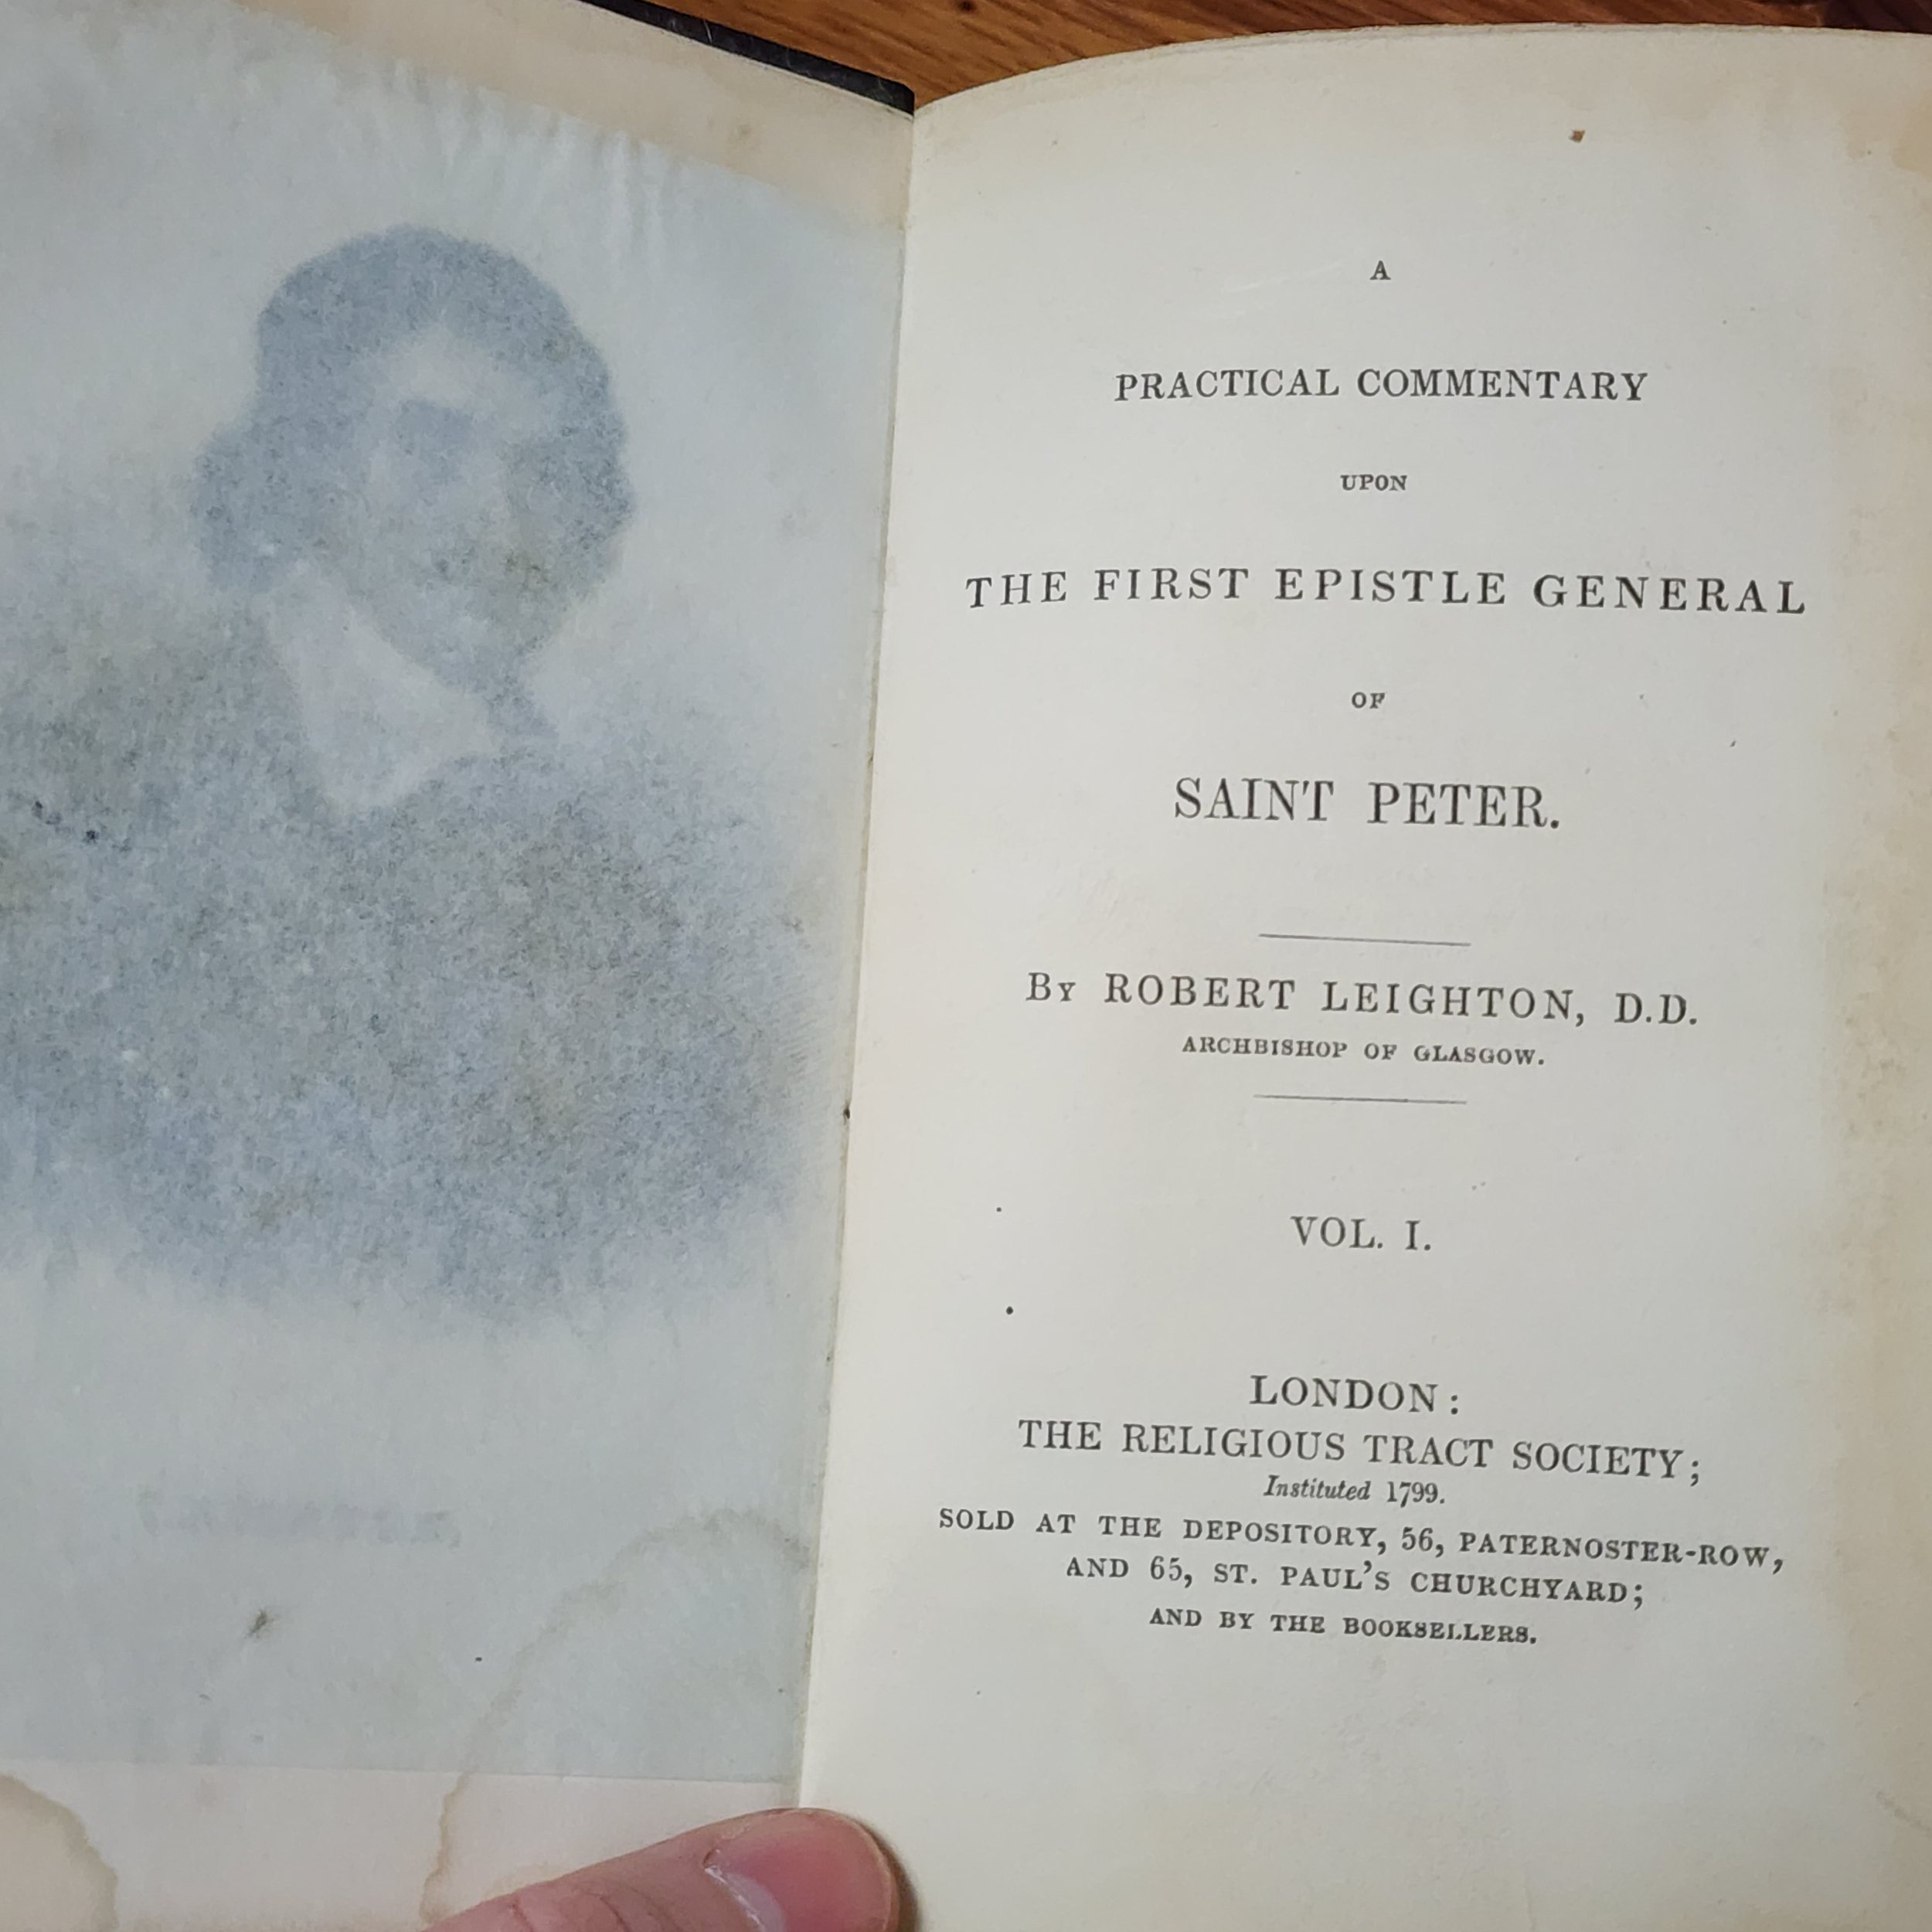 A
PRACTICAL COMMENTARY
UPON
THE FIRST EPISTLE GENERAL
OF
SAINT PETER.
By ROBERT LEIGHTON, D.D.
ARCHBISHOP OF GLASGOW.
VOL. I.
LONDON:
THE RELIGIOUS TRACT SOCIETY;
Instituted 1799.
SOLD AT THE DEPOSITORY, 56, PATERNOSTER-ROW,
AND 65, ST. PAUL'S CHURCHYARD;
AND BY THE BOOKSELLERS.